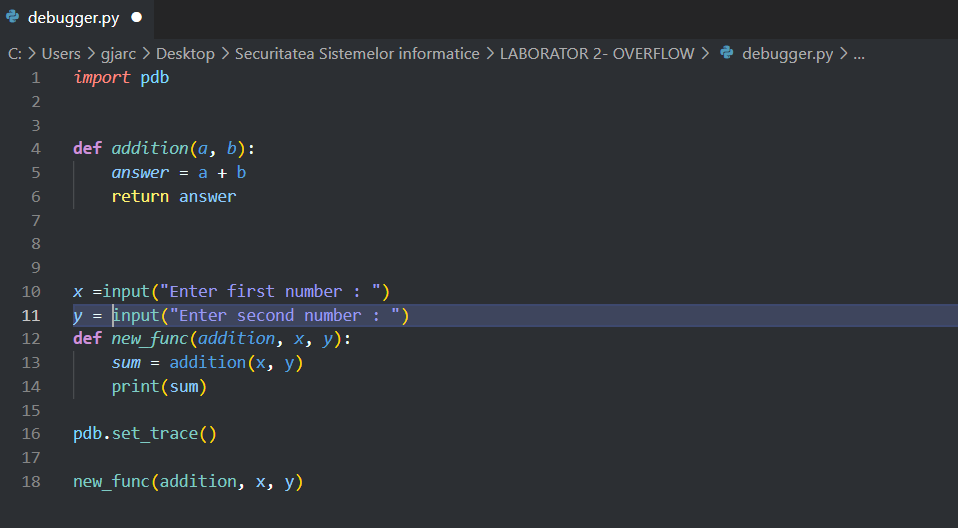 debugger.py
C: > Users > gjarc > Desktop > Securitatea Sistemelor informatice > LABORATOR 2- OVERFLOW > debugger.py > ...
1 import pdb
2
3
4 def addition(a, b):
5     answer = a + b
6     return answer
7
8
9
10 x =input("Enter first number : ")
11 y = input("Enter second number : ")
12 def new_func(addition, x, y):
13     sum = addition(x, y)
14     print(sum)
15
16 pdb.set_trace()
17
18 new_func(addition, x, y)